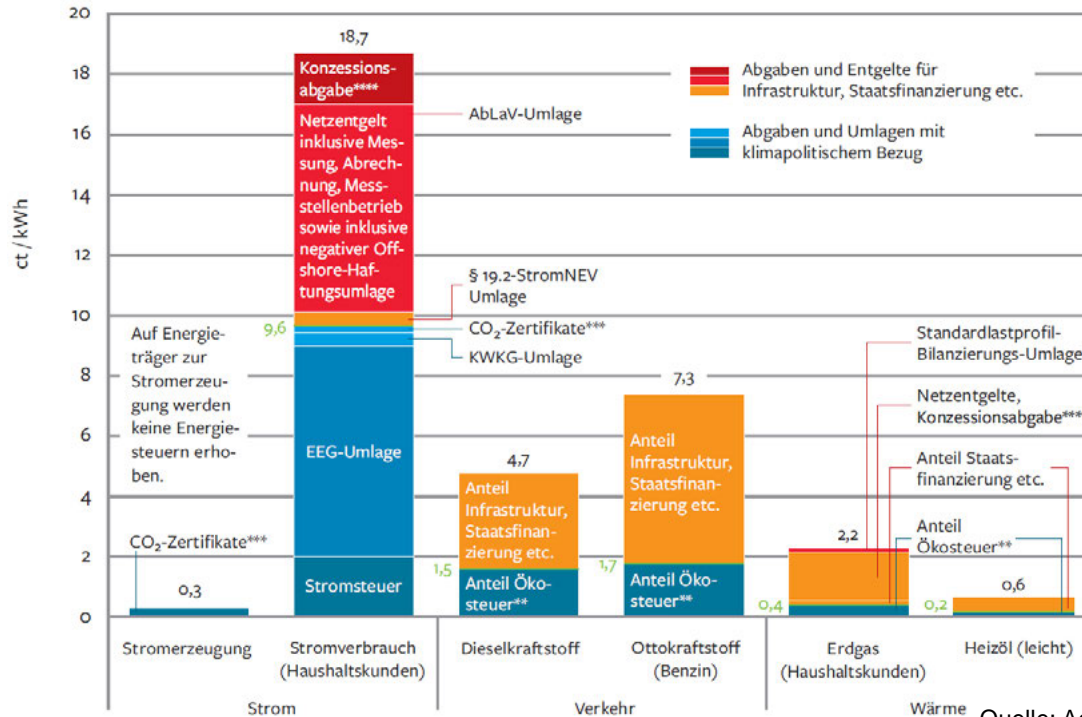 20
18
16
14
12
10
8
6
4
2
0
ct / kWh
18,7
Konzessions-
abgabe****
Netzentgelt
inklusive Mes-
sung, Abrech-
nung, Mess-
stellenbetrieb
sowie inklusive
negativer Off-
shore-Haf-
tungsumlage
AbLaV-Umlage
§ 19.2-StromNEV
Umlage
9,6
CO₂-Zertifikate***
KWKG-Umlage
EEG-Umlage
Stromsteuer
Abgaben und Entgelte für
Infrastruktur, Staatsfinanzierung etc.
Abgaben und Umlagen mit
klimapolitischem Bezug
Auf Energie-
träger zur
Stromerzeu-
gung werden
keine Energie-
steuern erho-
ben.
CO₂-Zertifikate***
0,3
4,7
Anteil
Infrastruktur,
Staatsfinan-
zierung etc.
1,5
Anteil Öko-
steuer**
7,3
Anteil
Infrastruktur,
Staatsfinan-
zierung etc.
1,7
Anteil Öko-
steuer**
Standardlastprofil-
Bilanzierungs-Umlage
Netzentgelte,
Konzessionsabgabe***
Anteil Staats-
finanzierung etc.
Anteil
Ökosteuer**
2,2
0,4
0,6
0,2
Stromerzeugung
Stromverbrauch
(Haushaltskunden)
Dieselkraftstoff
Ottokraftstoff
(Benzin)
Erdgas
(Haushaltskunden)
Heizöl (leicht)
Strom
Verkehr
Wärme
Quelle: